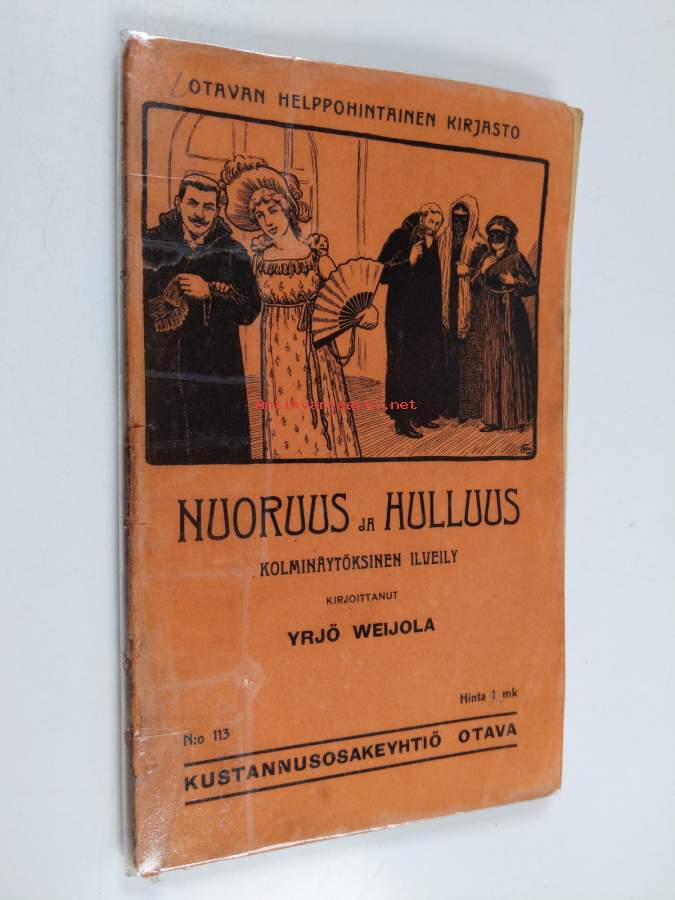 OTAVAN HELPPOHINTAINEN KIRJASTO
antikvariaatti.net
NUORUUS JA HULLUUS
KOLMINÄYTÖKSINEN ILVEILY
KIRJOITTANUT
YRJÖ WEIJOLA
Hinta 1 mk
N:o 113
KUSTANNUSOSAKEYHTIÖ OTAVA